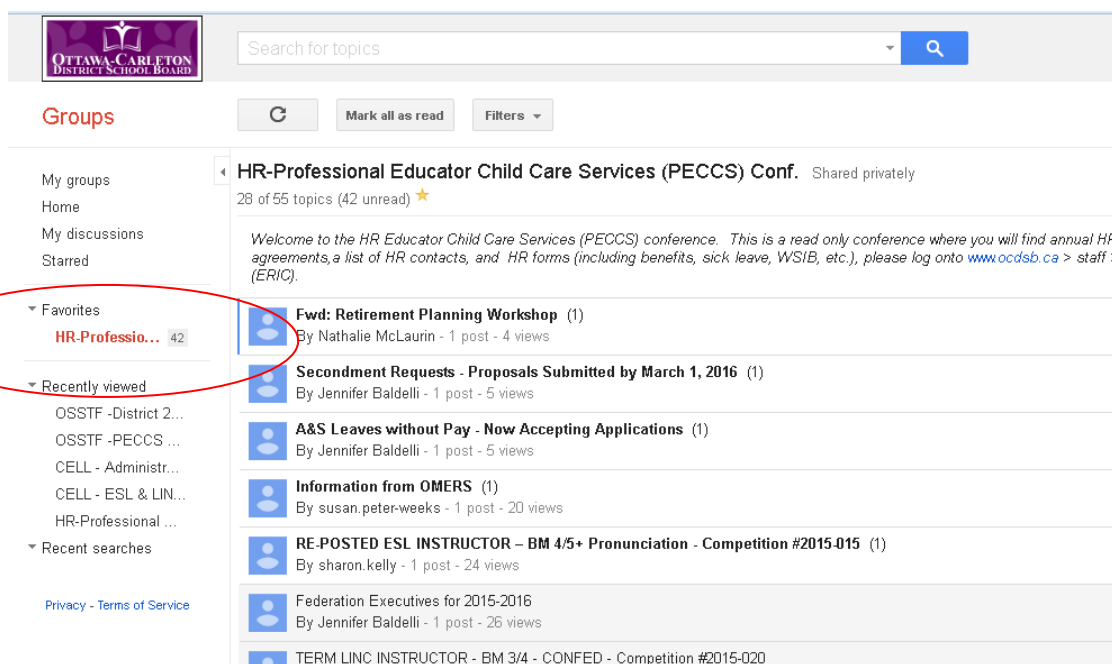 OTTAWA-CARLETON
DISTRICT SCHOOL BOARD
Search for topics
Groups
Mark all as read
Filters
My groups
Home
My discussions
Starred
Favorites
HR-Professio... 42
Recently viewed
OSSTF -District 2...
OSSTF -PECCS ...
CELL - Administr...
CELL - ESL & LIN...
HR-Professional ...
Recent searches
Privacy - Terms of Service
HR-Professional Educator Child Care Services (PECCS) Conf. Shared privately
28 of 55 topics (42 unread)
Welcome to the HR Educator Child Care Services (PECCS) conference. This is a read only conference where you will find annual HR
agreements,a list of HR contacts, and HR forms (including benefits, sick leave, WSIB, etc.), please log onto www.ocdsb.ca > staff
(ERIC).
Fwd: Retirement Planning Workshop (1)
By Nathalie McLaurin - 1 post - 4 views
Secondment Requests - Proposals Submitted by March 1, 2016 (1)
By Jennifer Baldelli - 1 post - 5 views
A&S Leaves without Pay - Now Accepting Applications (1)
By Jennifer Baldelli - 1 post - 5 views
Information from OMERS (1)
By susan.peter-weeks - 1 post - 20 views
RE-POSTED ESL INSTRUCTOR – BM 4/5+ Pronunciation - Competition #2015-015 (1)
By sharon.kelly - 1 post - 24 views
Federation Executives for 2015-2016
By Jennifer Baldelli - 1 post - 26 views
TERM LINC INSTRUCTOR - BM 3/4 - CONFED - Competition #2015-020